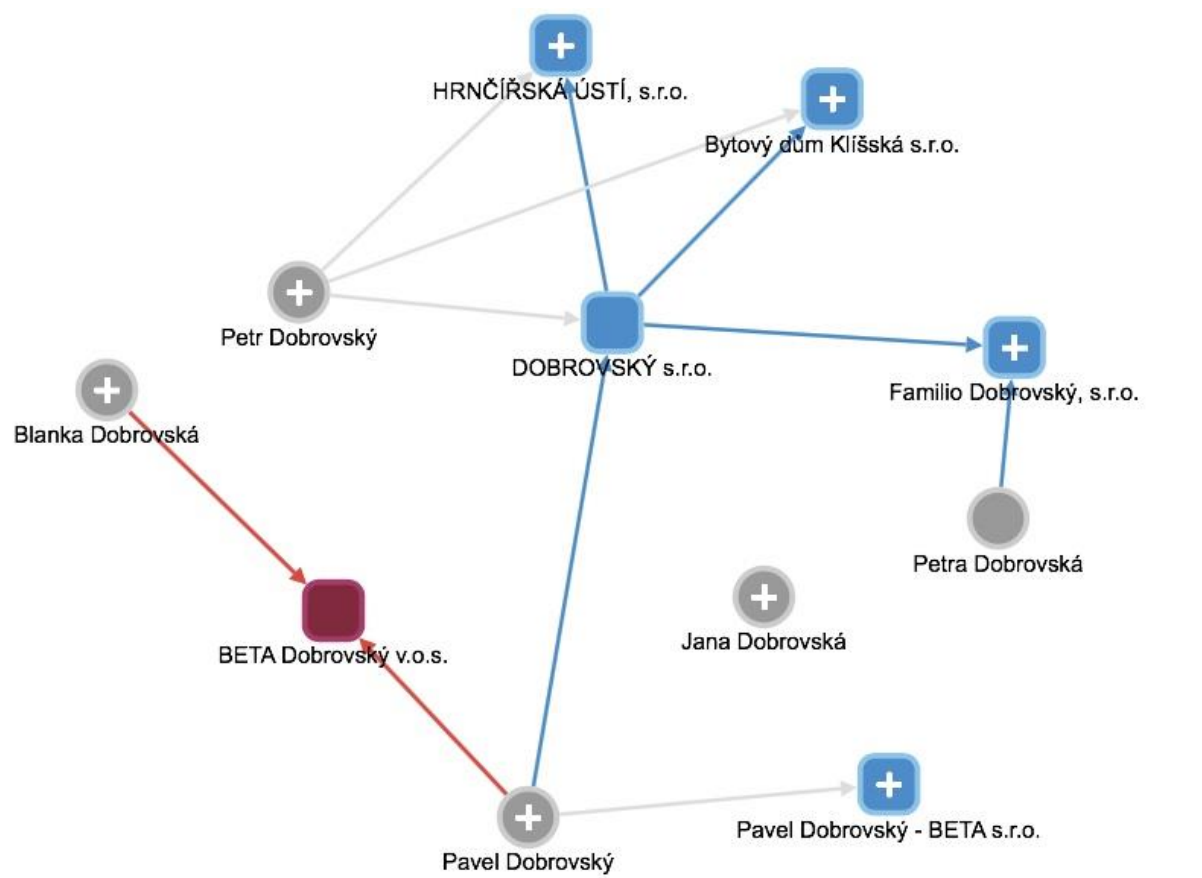 HRNČÍŘSKÁ ÚSTÍ, s.r.o.
Bytový dům Klíšská s.r.o.
Petr Dobrovský
DOBROVSKÝ s.r.o.
Familio Dobrovský, s.r.o.
Blanka Dobrovská
Petra Dobrovská
Jana Dobrovská
BETA Dobrovský v.o.s.
Pavel Dobrovský - BETA s.r.o.
Pavel Dobrovský